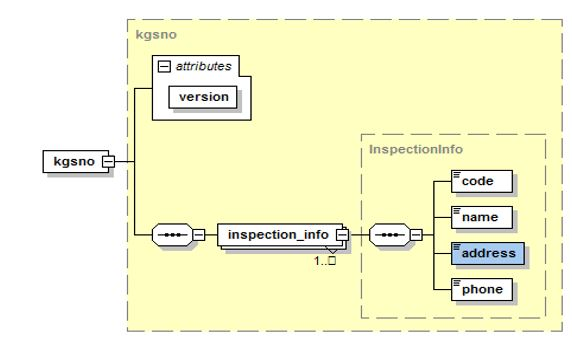 kgsno
attributes
version
kgsno
InspectionInfo
code
name
inspection_info
address
1..□
phone